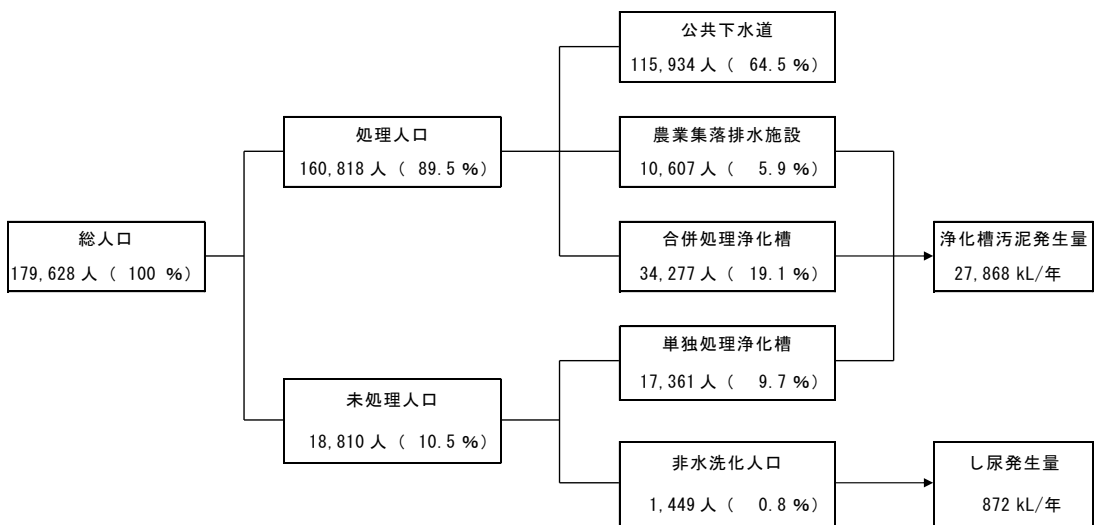 総人口
179,628 人 ( 100 %)
処理人口
160,818 人 ( 89.5 %)
未処理人口
18,810 人 ( 10.5 %)
公共下水道
115,934 人 ( 64.5 %)
農業集落排水施設
10,607 人 ( 5.9 %)
合併処理浄化槽
34,277 人 ( 19.1 %)
単独処理浄化槽
17,361 人 ( 9.7 %)
非水洗化人口
1,449 人 ( 0.8 %)
浄化槽汚泥発生量
27,868 kL/年
し尿発生量
872 kL/年